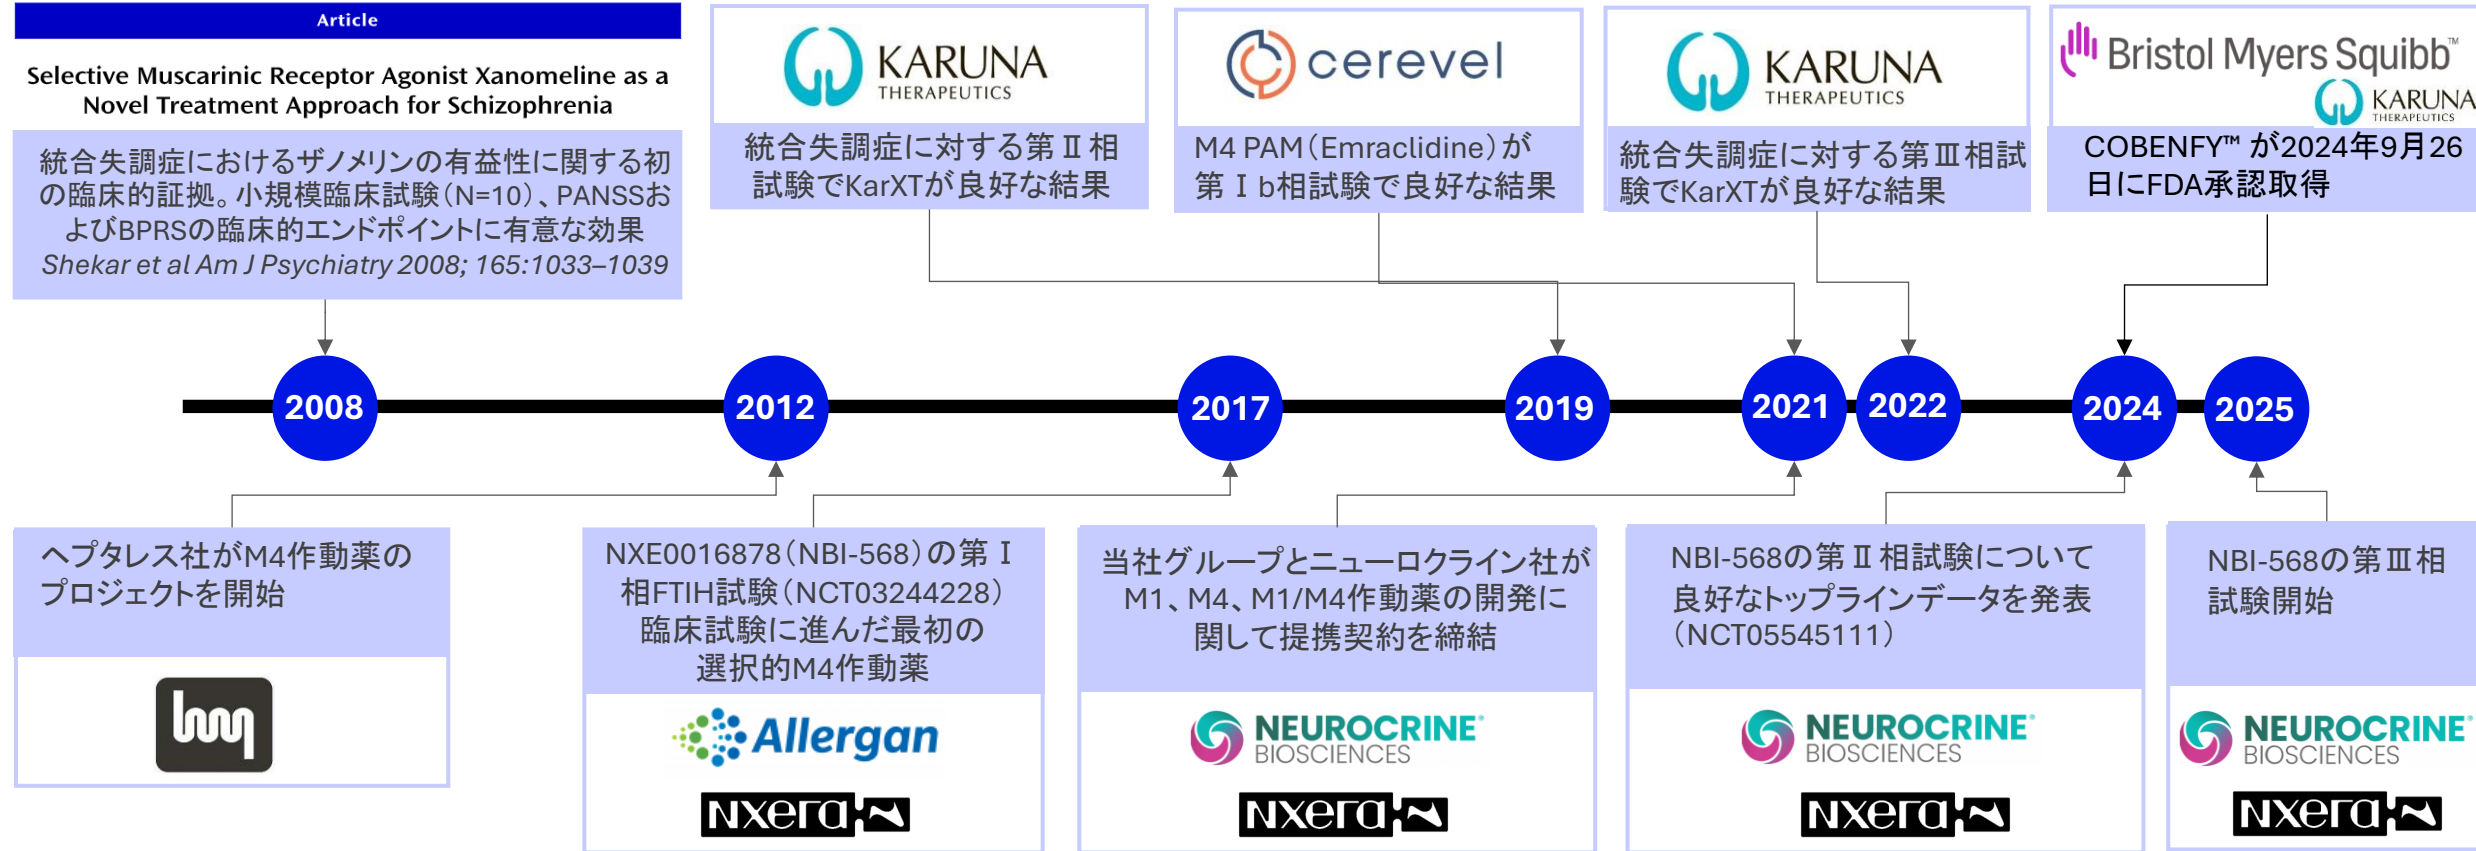 Article
Selective Muscarinic Receptor Agonist Xanomeline as a
Novel Treatment Approach for Schizophrenia
統合失調症におけるザノメリンの有益性に関する初
の臨床的証拠。小規模臨床試験（N=10）、PANSSお
よびBPRSの臨床的エンドポイントに有意な効果
Shekar et al Am J Psychiatry 2008; 165:1033–1039
KARUNA
THERAPEUTICS
統合失調症に対する第Ⅱ相
試験でKarXTが良好な結果
cerevel
M4 PAM（Emraclidine）が
第Ⅰb相試験で良好な結果
KARUNA
THERAPEUTICS
統合失調症に対する第Ⅲ相試
験でKarXTが良好な結果
Bristol Myers Squibb™
KARUNA
THERAPEUTICS
COBENFY™ が2024年9月26
日にFDA承認取得
2008
2012
2017
2019
2021
2022
2024
2025
ヘプタレス社がM4作動薬の
プロジェクトを開始
NXE0016878（NBI-568）の第Ⅰ
相FTIH試験（NCT03244228）
臨床試験に進んだ最初の
選択的M4作動薬
Allergan
NXera
当社グループとニューロクライン社が
M1、M4、M1/M4作動薬の開発に
関して提携契約を締結
NEUROCRINE®
BIOSCIENCES
NXera
NBI-568の第Ⅱ相試験について
良好なトップラインデータを発表
（NCT05545111）
NEUROCRINE®
BIOSCIENCES
NXera
NBI-568の第Ⅲ相
試験開始
NEUROCRINE®
BIOSCIENCES
NXera